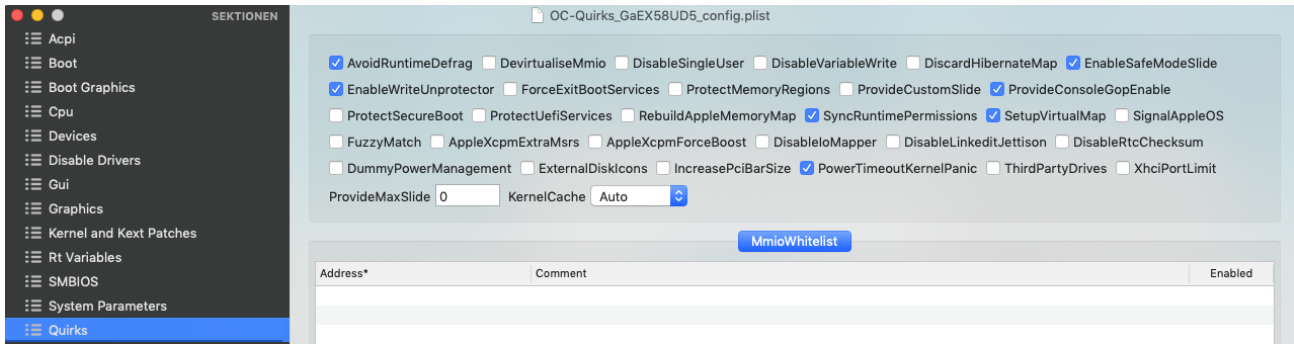 SEKTIONEN
OC-Quirks_GaEX58UD5_config.plist
Acpi
Boot
Boot Graphics
Cpu
Devices
Disable Drivers
Gui
Graphics
Kernel and Kext Patches
Rt Variables
SMBIOS
System Parameters
Quirks
AvoidRuntimeDefrag DevirtualiseMmio DisableSingleUser DisableVariableWrite DiscardHibernateMap EnableSafeModeSlide
EnableWriteUnprotector ForceExitBootServices ProtectMemoryRegions ProvideCustomSlide ProvideConsoleGopEnable
ProtectSecureBoot ProtectUefiServices RebuildAppleMemoryMap SyncRuntimePermissions SetupVirtualMap SignalAppleOS
FuzzyMatch AppleXcpmExtraMsrs AppleXcpmForceBoost DisableIoMapper DisableLinkeditJettison DisableRtcChecksum
DummyPowerManagement ExternalDiskIcons IncreasePciBarSize PowerTimeoutKernelPanic ThirdPartyDrives XhciPortLimit
ProvideMaxSlide 0 KernelCache Auto
MmioWhitelist
Address* Comment Enabled